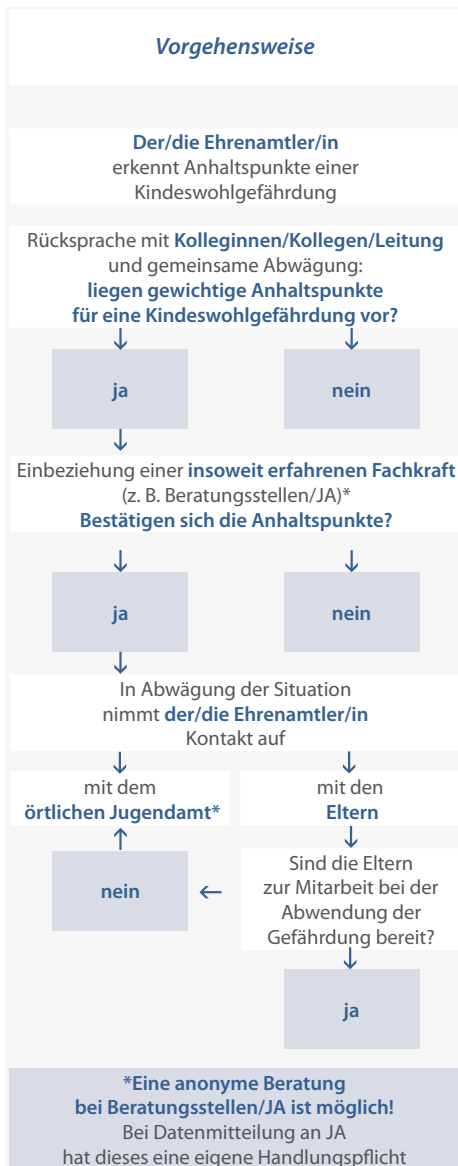 Vorgehensweise
Der/die Ehrenamtler/in
erkennt Anhaltspunkte einer
Kindeswohlgefährdung
Rücksprache mit Kolleginnen/Kollegen/Leitung
und gemeinsame Abwägung:
liegen gewichtige Anhaltspunkte
für eine Kindeswohlgefährdung vor?
ja
nein
Einbeziehung einer insoweit erfahrenen Fachkraft
(z. B. Beratungsstellen/JA)*
Bestätigen sich die Anhaltspunkte?
ja
nein
In Abwägung der Situation
nimmt der/die Ehrenamtler/in
Kontakt auf
mit dem
örtlichen Jugendamt*
mit den
Eltern
nein
Sind die Eltern
zur Mitarbeit bei der
Abwendung der
Gefährdung bereit?
ja
*Eine anonyme Beratung
bei Beratungsstellen/JA ist möglich!
Bei Datenmitteilung an JA
hat dieses eine eigene Handlungspflicht